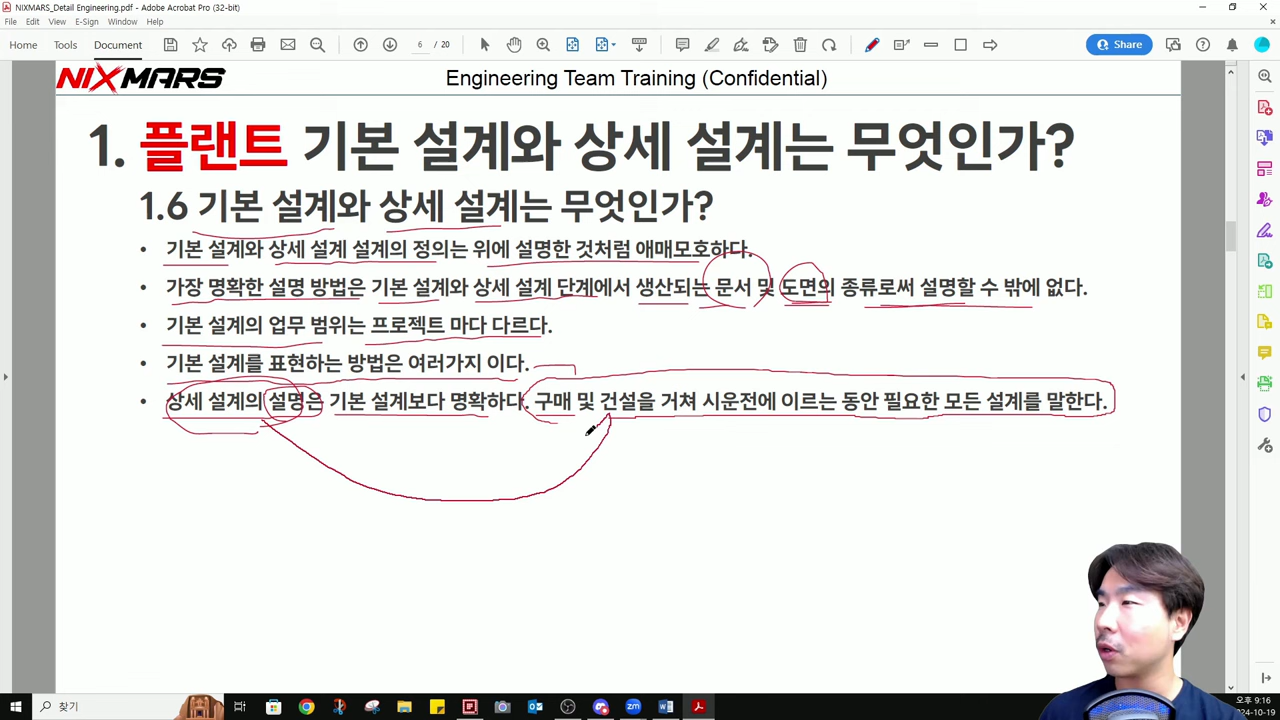 NIXMARS_Detail Engineering.pdf - Adobe Acrobat Pro (32-bit)
File Edit View E-Sign Window Help
Home Tools Document 6 / 20 Share
NIXMARS Engineering Team Training (Confidential)
1. 플랜트 기본 설계와 상세 설계는 무엇인가?
1.6 기본 설계와 상세 설계는 무엇인가?
• 기본 설계와 상세 설계 설계의 정의는 위에 설명한 것처럼 애매모호하다.
• 가장 명확한 설명 방법은 기본 설계와 상세 설계 단계에서 생산되는 문서 및 도면의 종류로써 설명할 수 밖에 없다.
• 기본 설계의 업무 범위는 프로젝트 마다 다르다.
• 기본 설계를 표현하는 방법은 여러가지 이다.
• 상세 설계의 설명은 기본 설계보다 명확하다. 구매 및 건설을 거쳐 시운전에 이르는 동안 필요한 모든 설계를 말한다.
찾기
zm
오후 9:16
2024-10-19